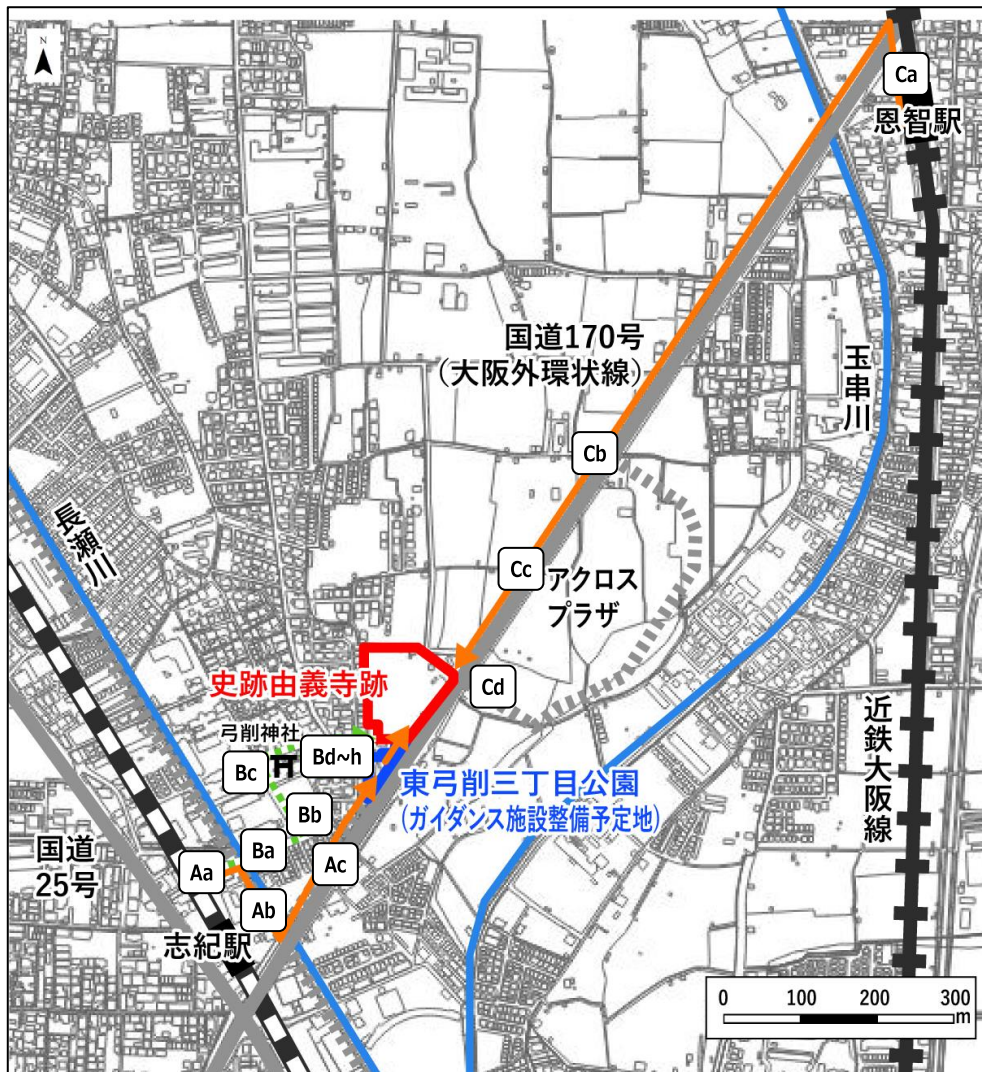 N
Ca
恩智駅
国道170号
(大阪外環状線)
玉串川
Cb
長瀬川
Cc
アクロス
プラザ
史跡由義寺跡
Cd
弓削神社
Bd~h
Bc
東弓削三丁目公園
(ガイダンス施設整備予定地)
近鉄大阪線
Bb
国道
25号
Ba
Aa
Ac
Ab
志紀駅
0 100 200 300
m